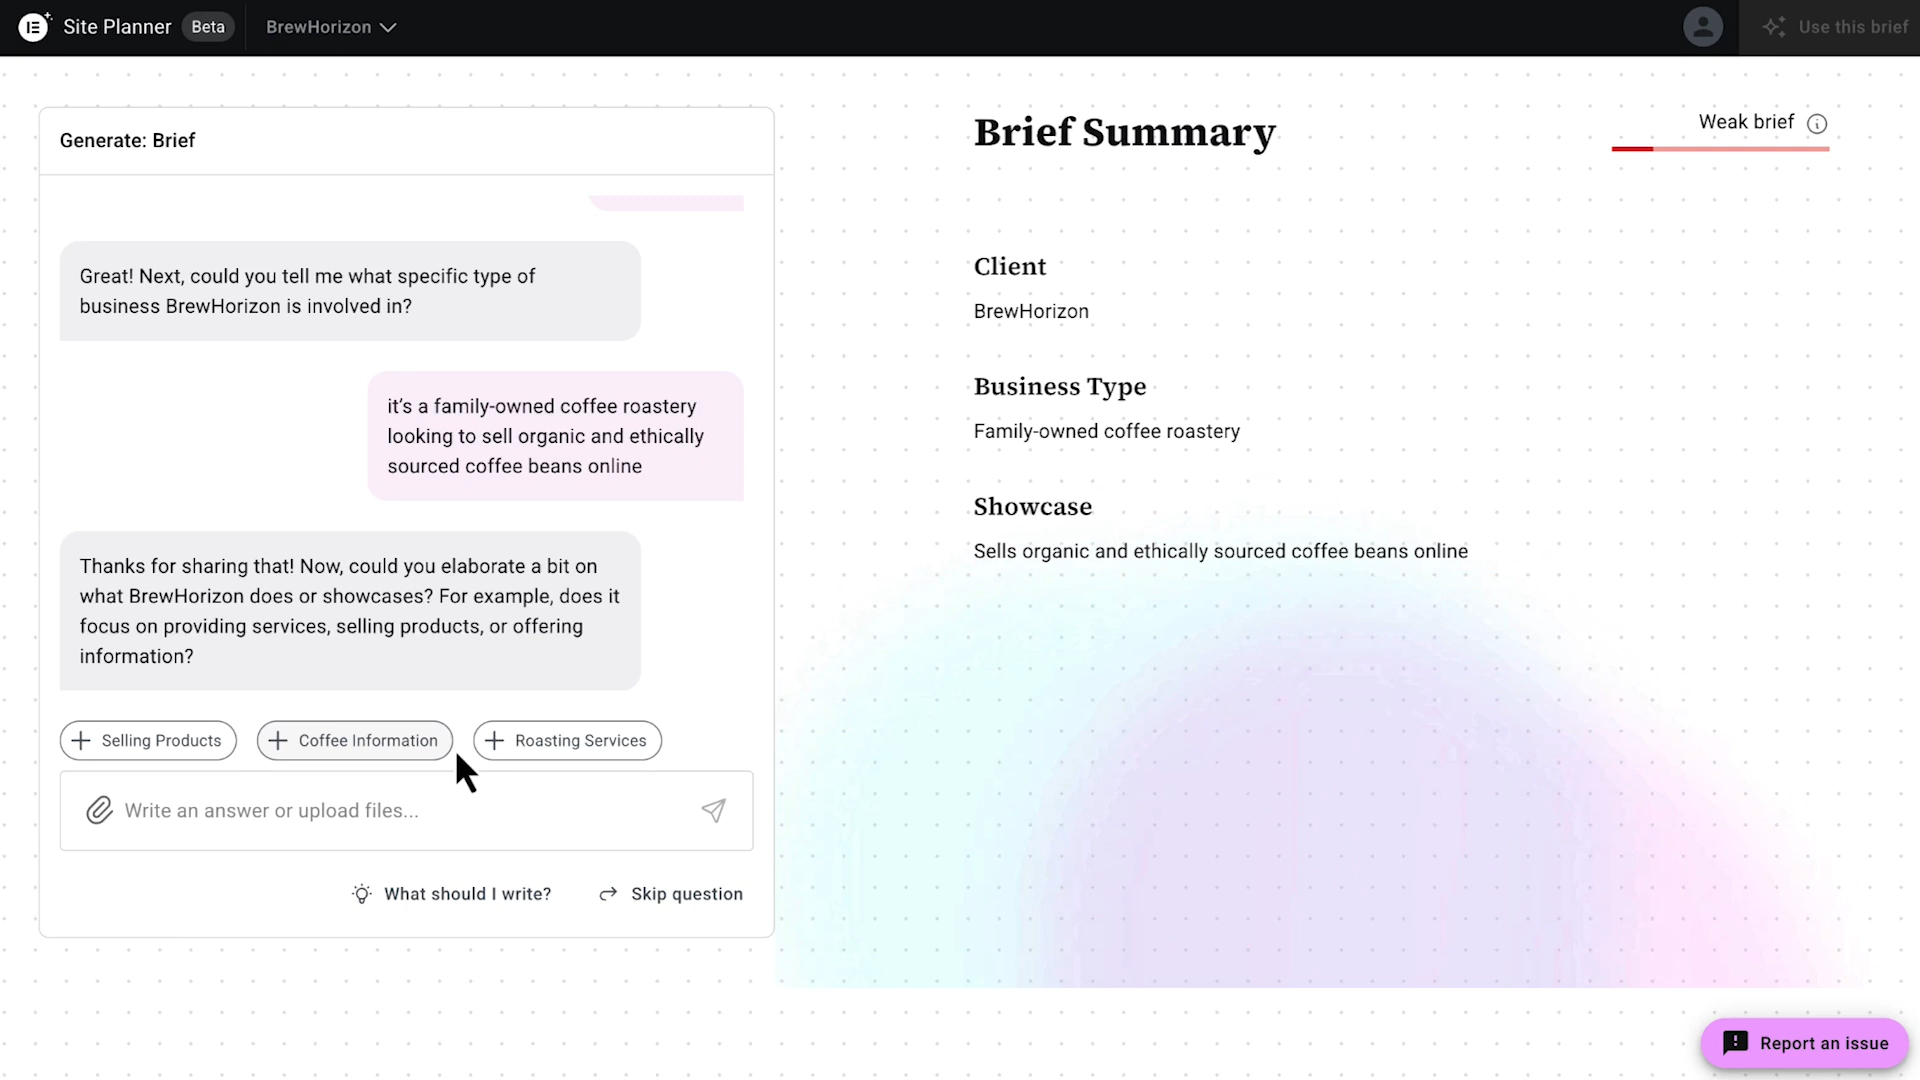 Site Planner Beta BrewHorizon
Use this brief
Generate: Brief
Great! Next, could you tell me what specific type of
business BrewHorizon is involved in?
it's a family-owned coffee roastery
looking to sell organic and ethically
sourced coffee beans online
Thanks for sharing that! Now, could you elaborate a bit on
what BrewHorizon does or showcases? For example, does it
focus on providing services, selling products, or offering
information?
Selling Products
Coffee Information
Roasting Services
Write an answer or upload files...
What should I write?
Skip question
Brief Summary
Weak brief
Client
BrewHorizon
Business Type
Family-owned coffee roastery
Showcase
Sells organic and ethically sourced coffee beans online
Report an issue